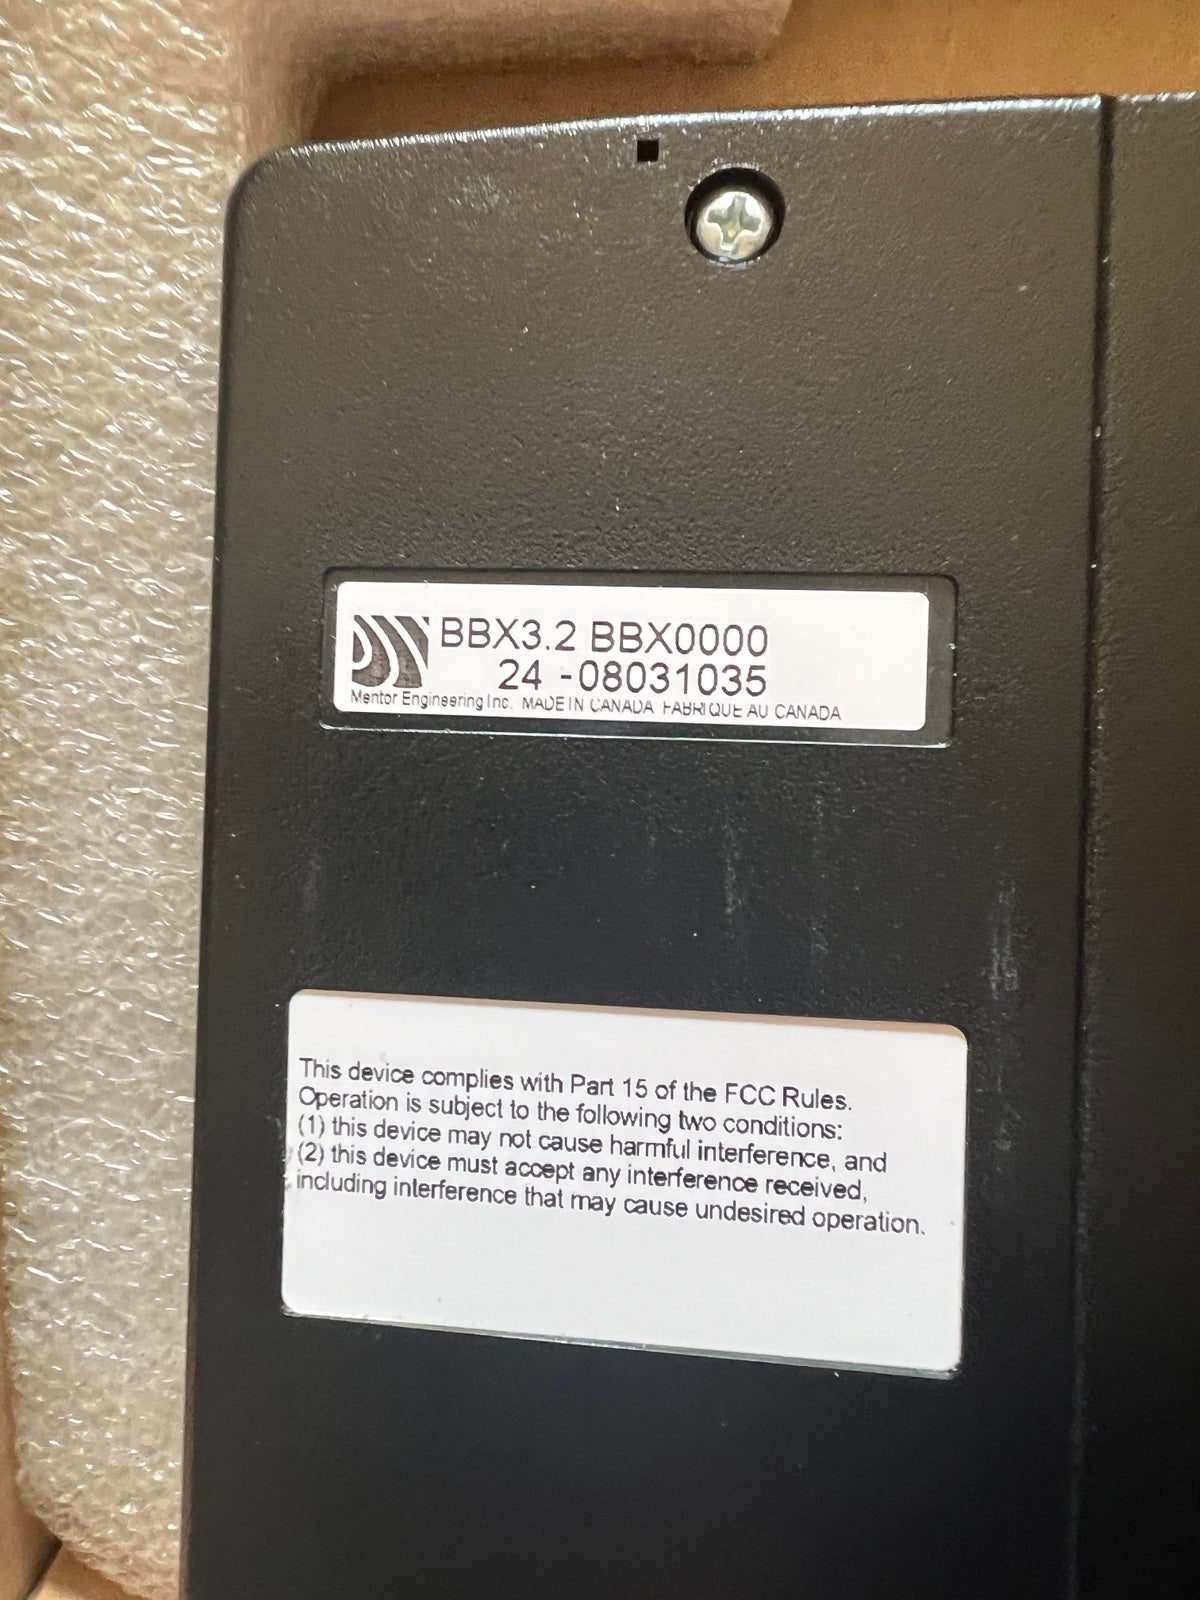 BBX3.2 BBX0000
24 -08031035
Mentor Engineering Inc. MADE IN CANADA FABRIQUE AU CANADA
This device complies with Part 15 of the FCC Rules.
Operation is subject to the following two conditions:
(1) this device may not cause harmful interference, and
(2) this device must accept any interference received,
including interference that may cause undesired operation.